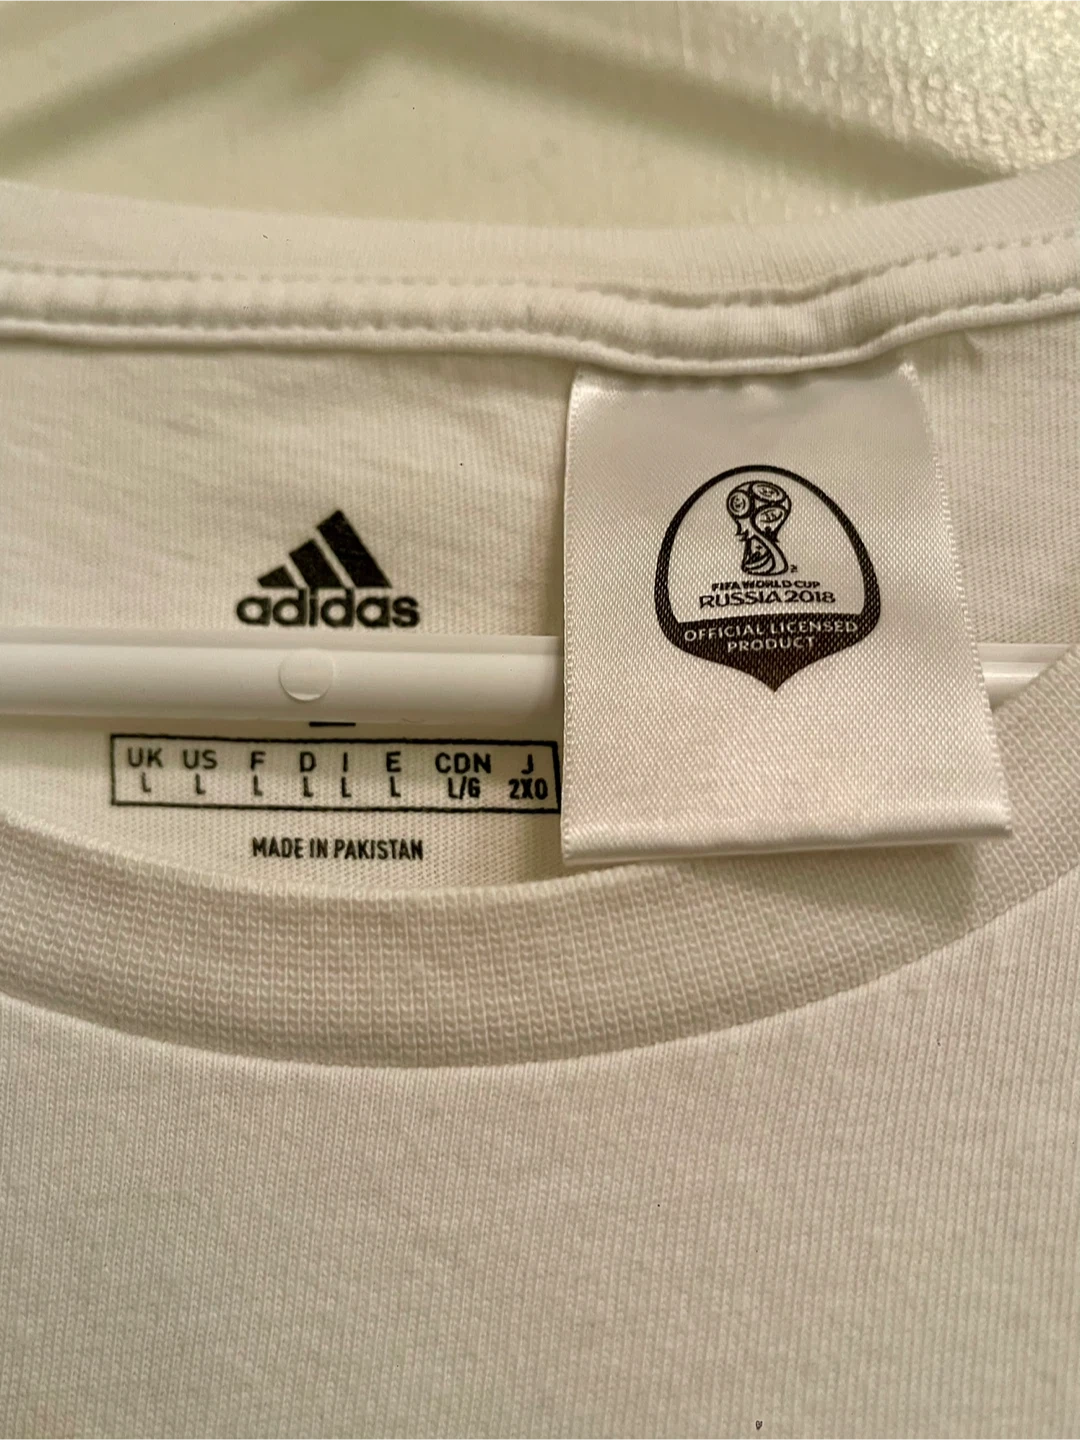 adidas
FIFA WORLD CUP
RUSSIA 2018
OFFICIAL LICENSED
PRODUCT
UK US F D I E CDN J
L L L L L L L/G 2XO
MADE IN PAKISTAN